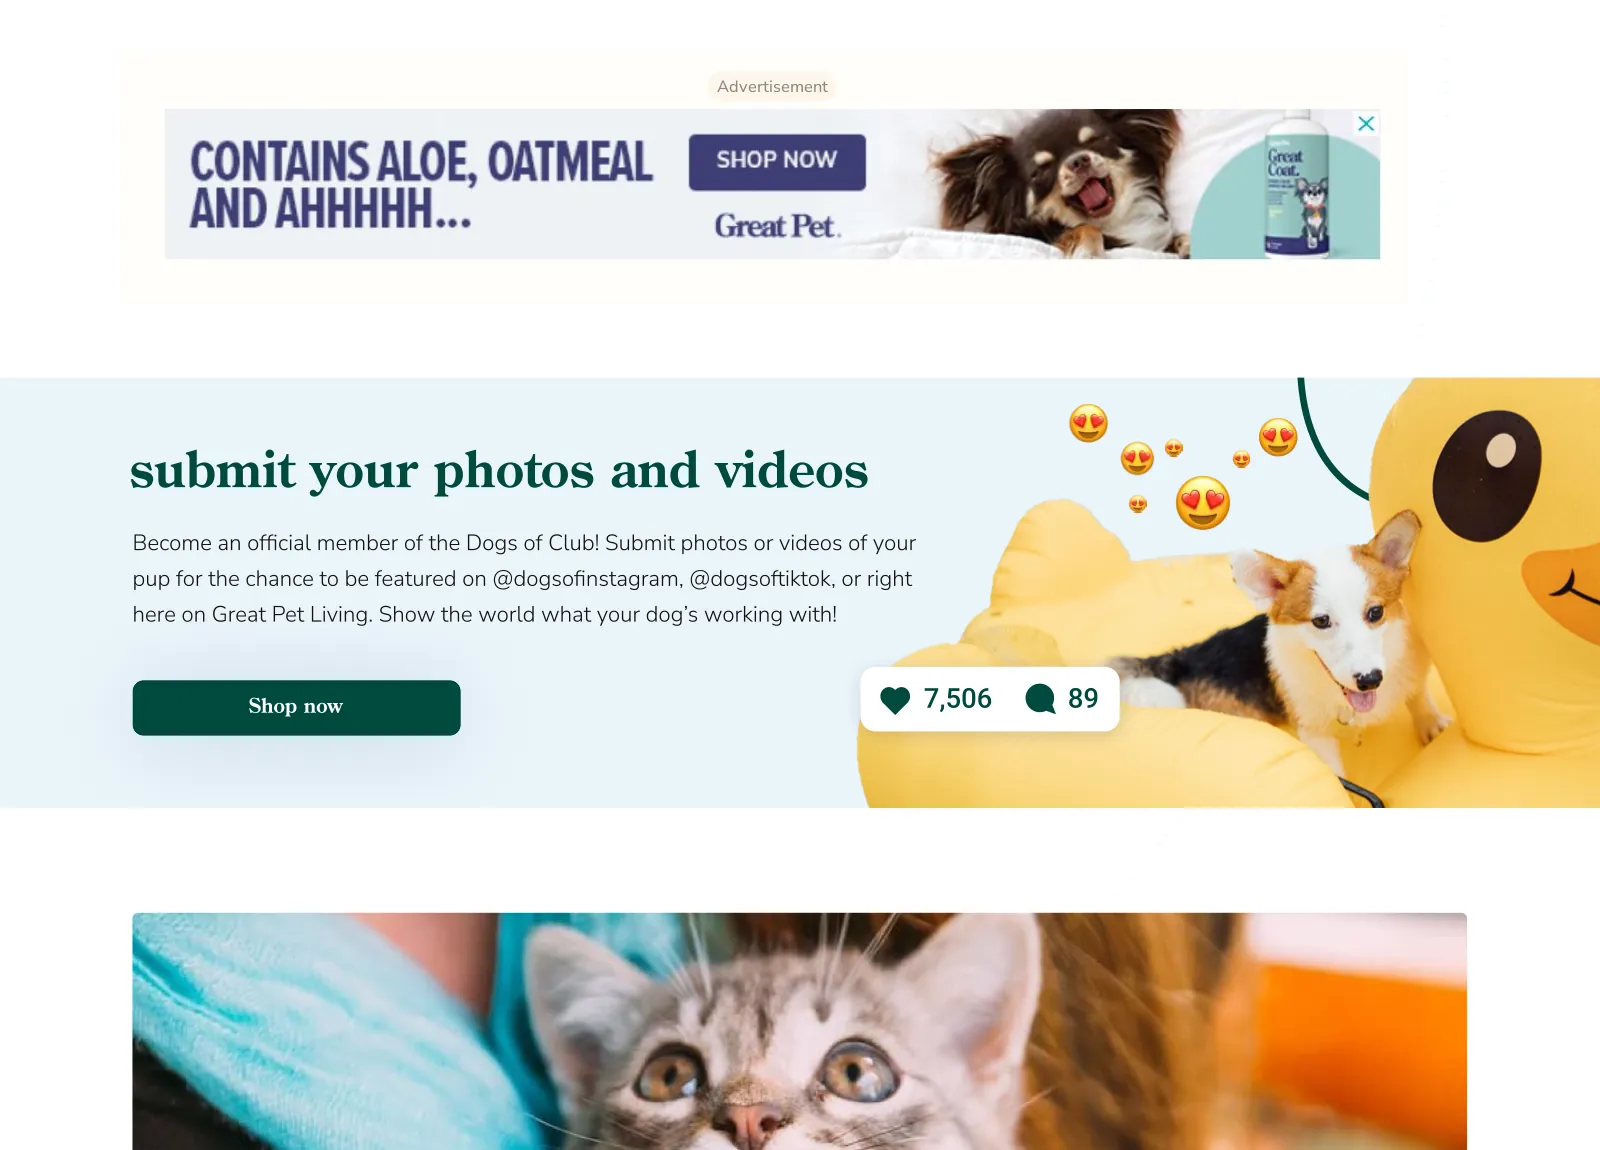 Advertisement
CONTAINS ALOE, OATMEAL
AND AHHHHH...
SHOP NOW
Great Pet.
Great
Coat.
submit your photos and videos
Become an official member of the Dogs of Club! Submit photos or videos of your
pup for the chance to be featured on @dogsofinstagram, @dogsoftiktok, or right
here on Great Pet Living. Show the world what your dog’s working with!
Shop now
7,506
89